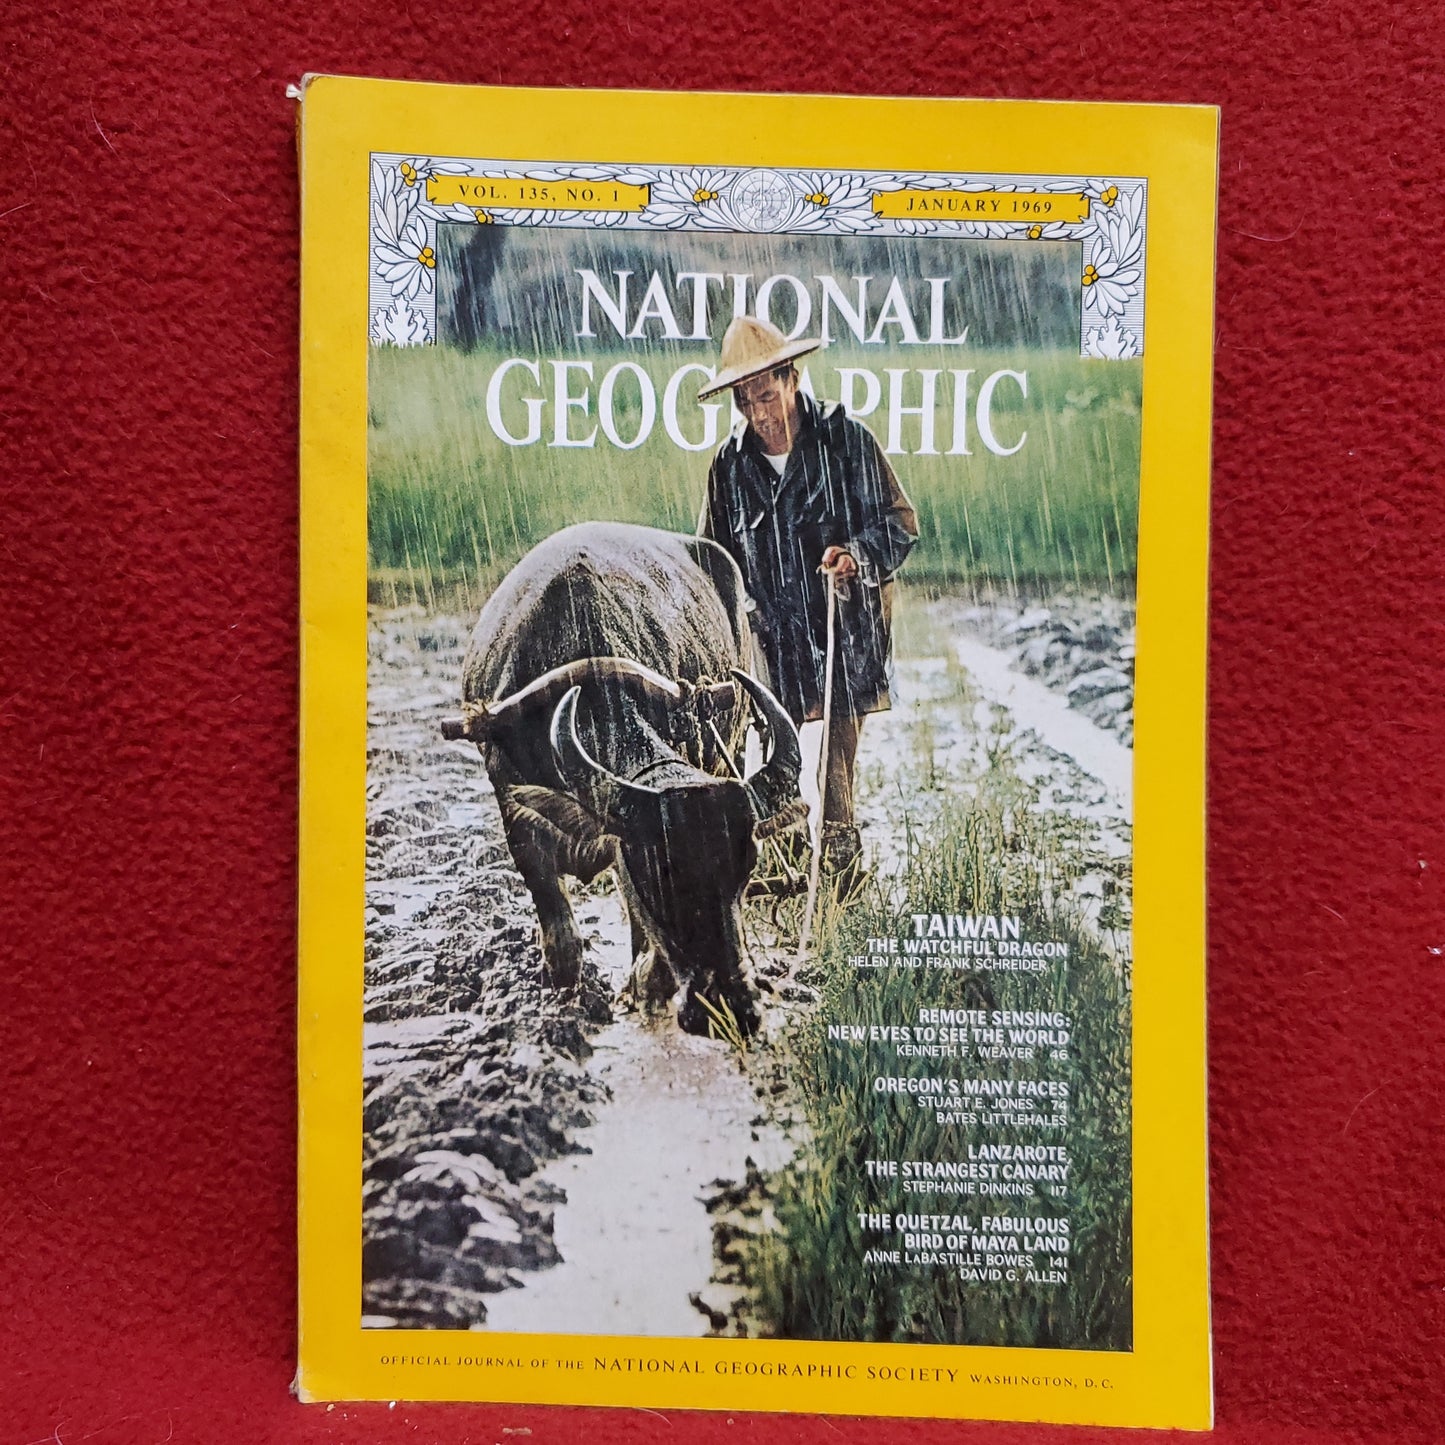 VOL. 135, NO. 1
JANUARY 1969
NATIONAL
GEOGRAPHIC
TAIWAN
THE WATCHFUL DRAGON
HELEN AND FRANK SCHREIDER 1
REMOTE SENSING:
NEW EYES TO SEE THE WORLD
KENNETH F. WEAVER 46
OREGON'S MANY FACES
STUART E. JONES 74
BATES LITTLEHALES
LANZAROTE,
THE STRANGEST CANARY
STEPHANIE DINKINS 117
THE QUETZAL, FABULOUS
BIRD OF MAYA LAND
ANNE LABASTILLE BOWES 141
DAVID G. ALLEN
OFFICIAL JOURNAL OF THE NATIONAL GEOGRAPHIC SOCIETY WASHINGTON, D.C.